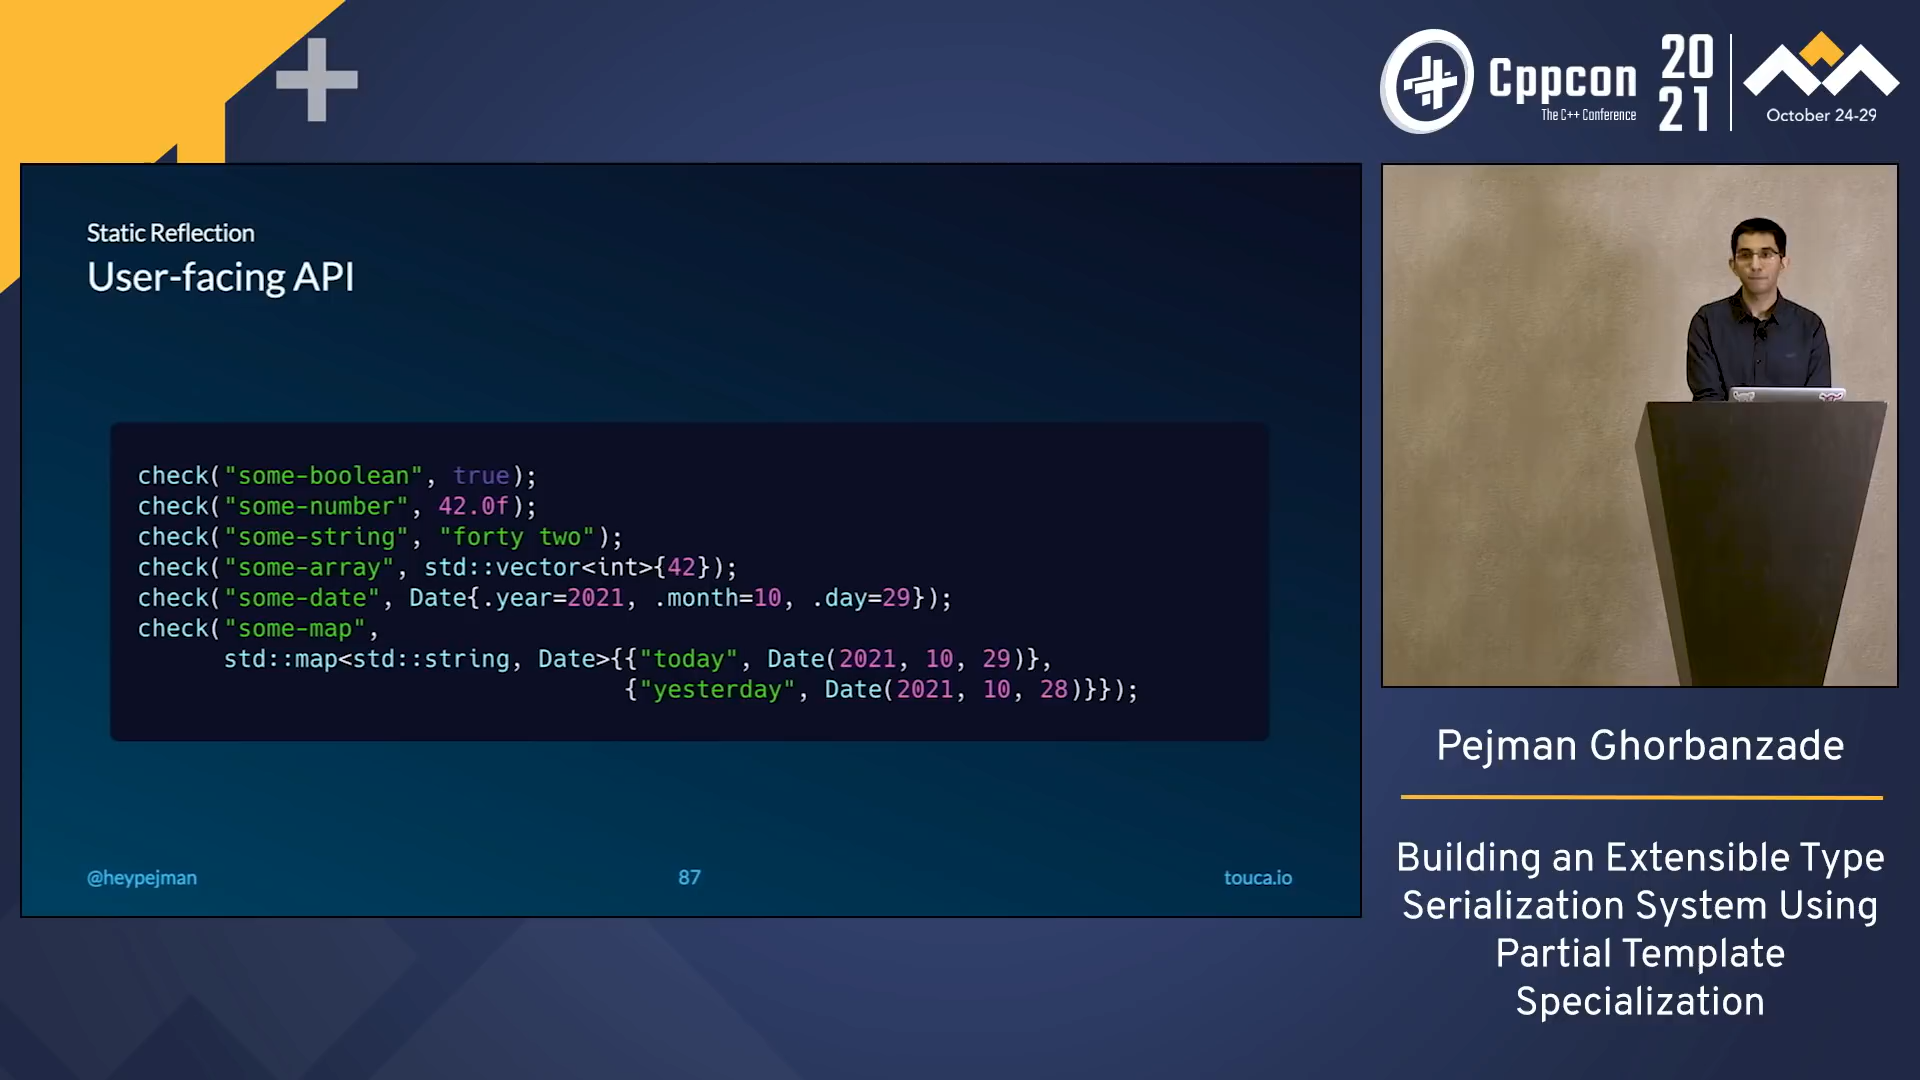 Cppcon
The C++ Conference
20
21
October 24-29
Static Reflection
User-facing API
check("some-boolean", true);
check("some-number", 42.0f);
check("some-string", "forty two");
check("some-array", std::vector<int>{42});
check("some-date", Date{.year=2021, .month=10, .day=29});
check("some-map",
std::map<std::string, Date>{{"today", Date(2021, 10, 29)},
{"yesterday", Date(2021, 10, 28)}});
@heypejman
87
touca.io
Pejman Ghorbanzade
Building an Extensible Type
Serialization System Using
Partial Template
Specialization